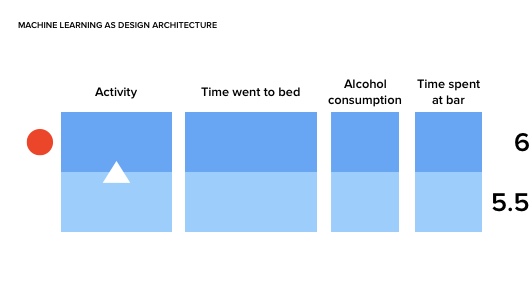 MACHINE LEARNING AS DESIGN ARCHITECTURE
Activity
Time went to bed
Alcohol
consumption
Time spent
at bar
6
5.5